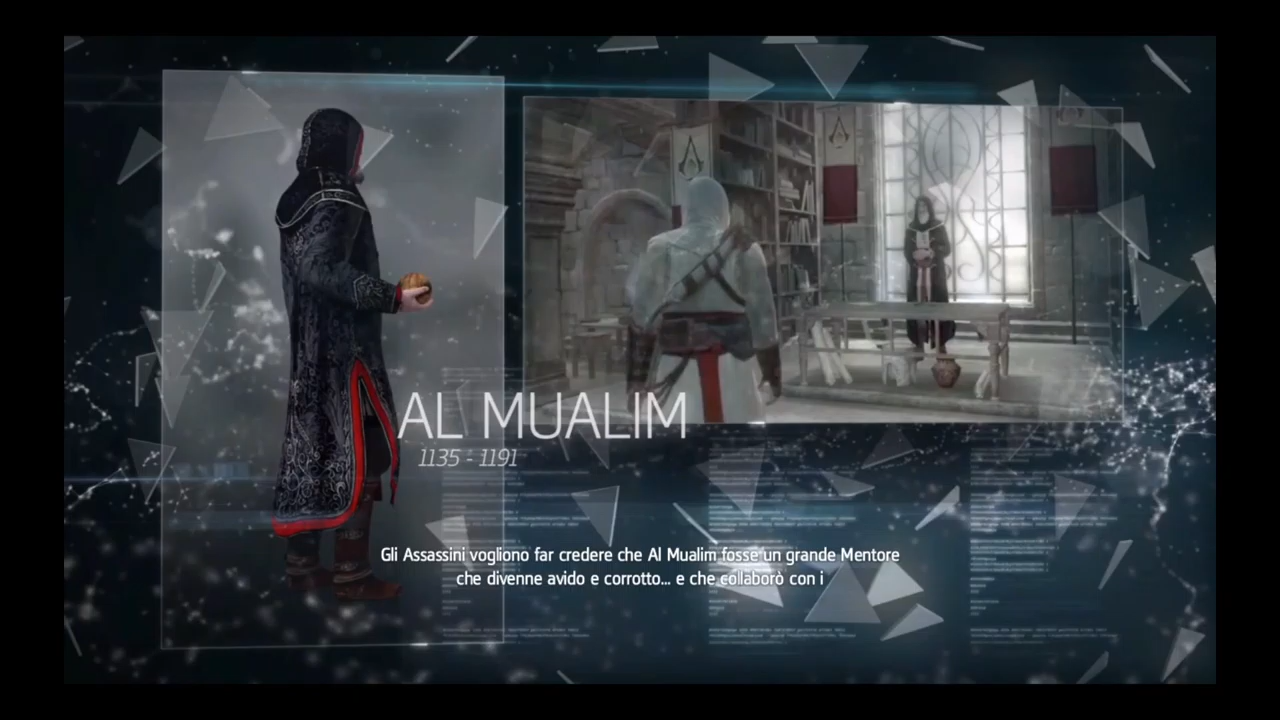 AL MUALIM
1135 - 1191
Gli Assassini vogliono far credere che Al Mualim fosse un grande Mentore
che divenne avido e corrotto... e che collaborò con i